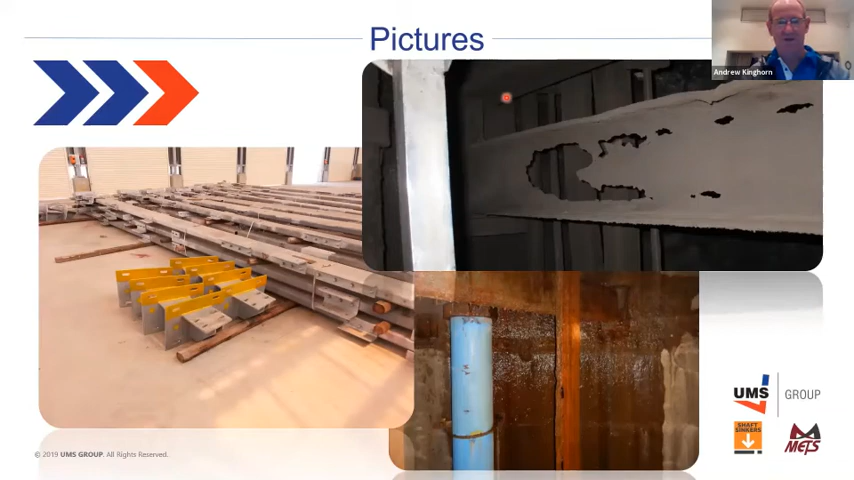 Pictures
Andrew Kinghorn
UMS
GROUP
SHAFT
SINKERS
METS
© 2019 UMS GROUP. All Rights Reserved.